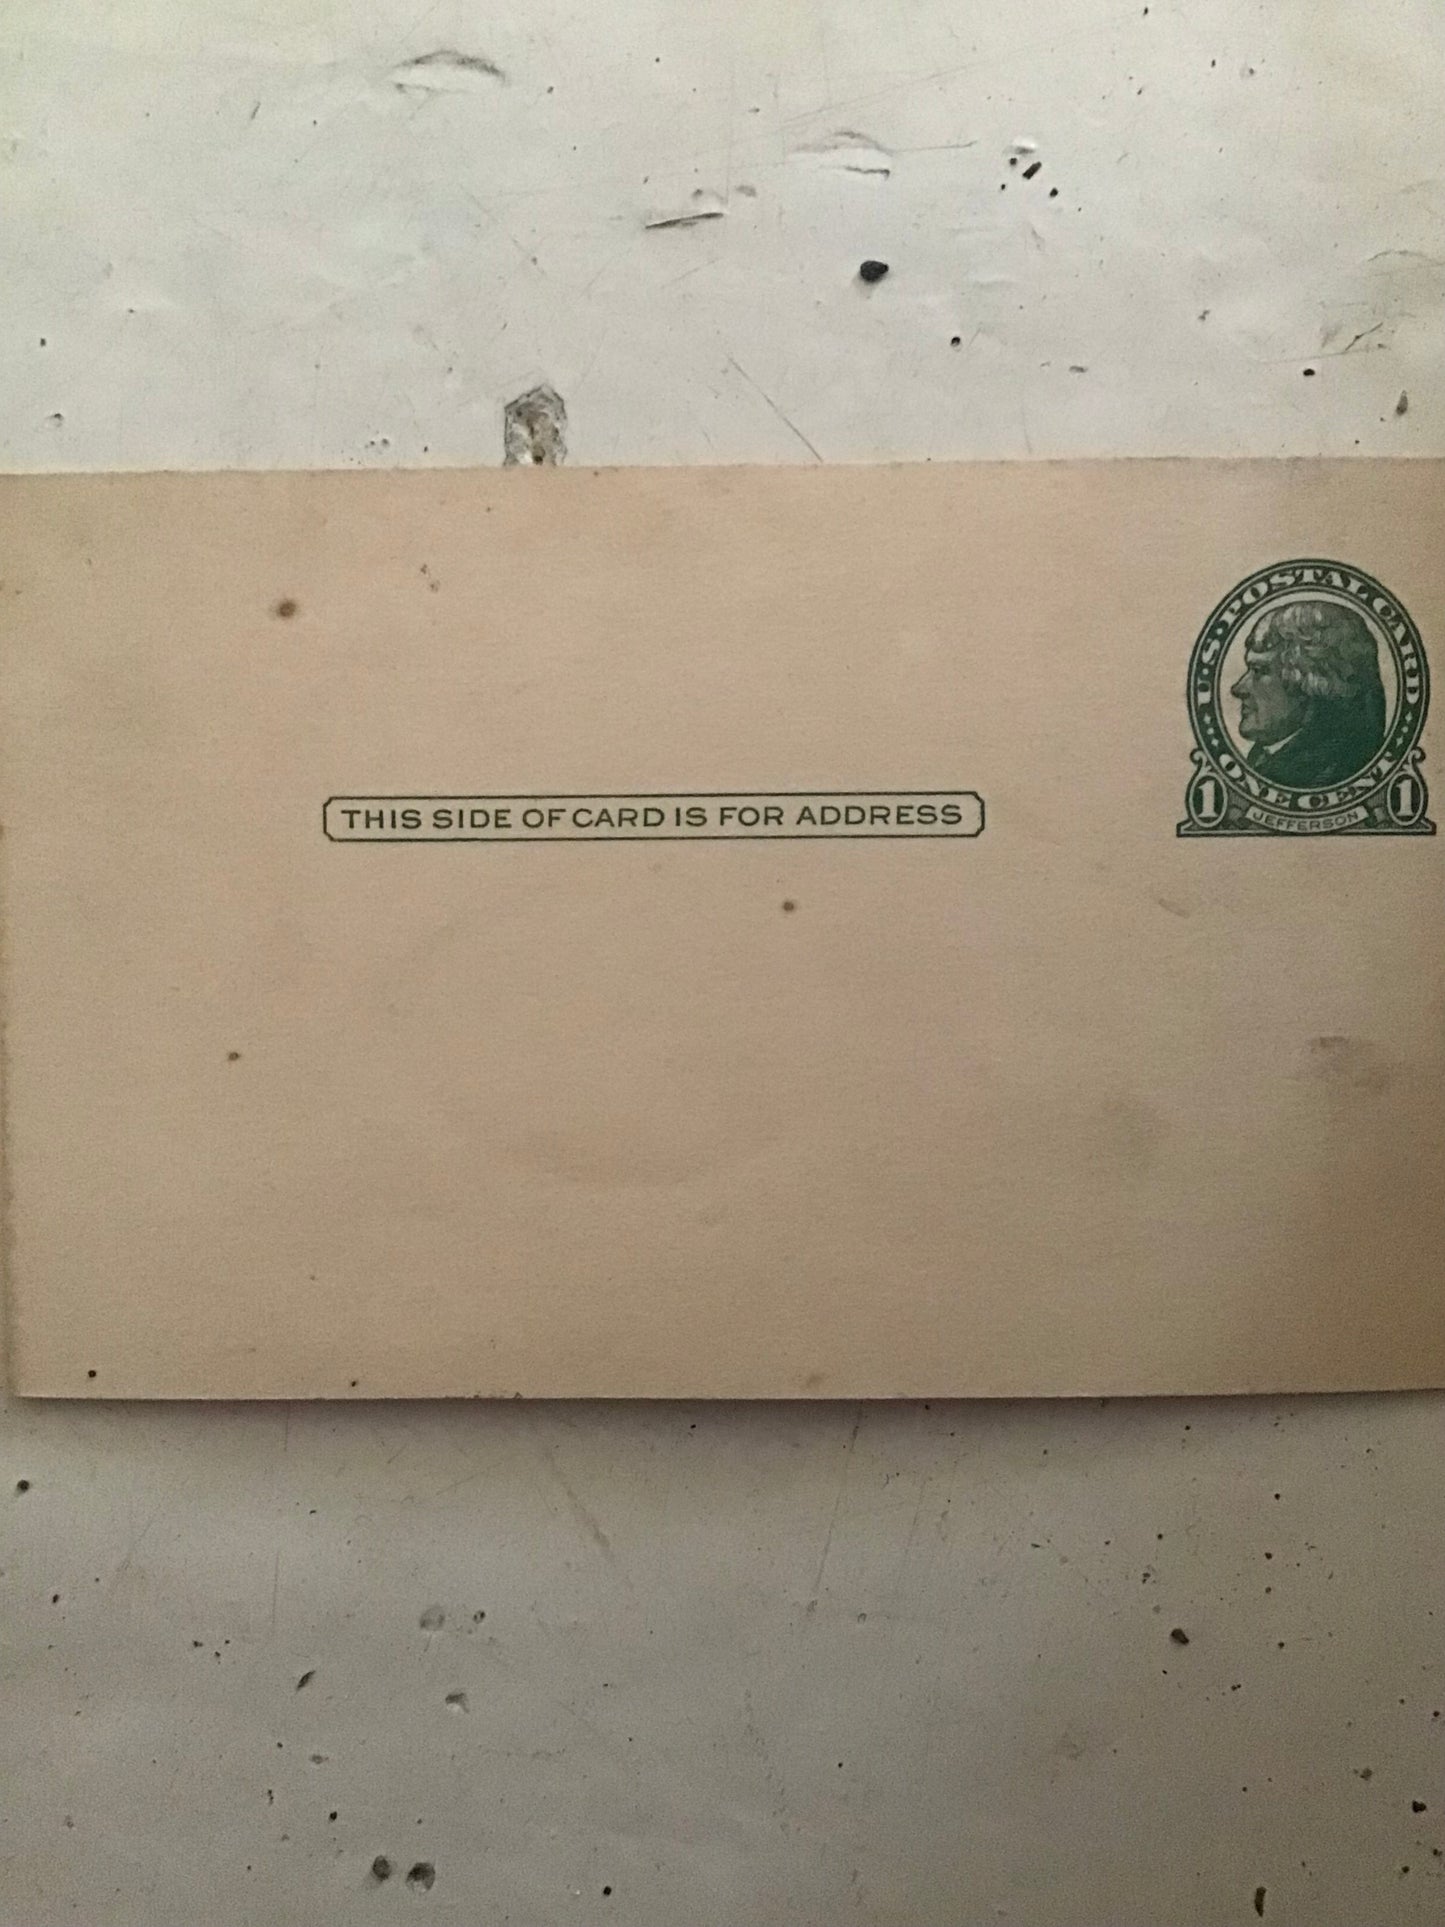 U.S. POSTAL CARD
THIS SIDE OF CARD IS FOR ADDRESS
ONE CENT
1 JEFFERSON 1